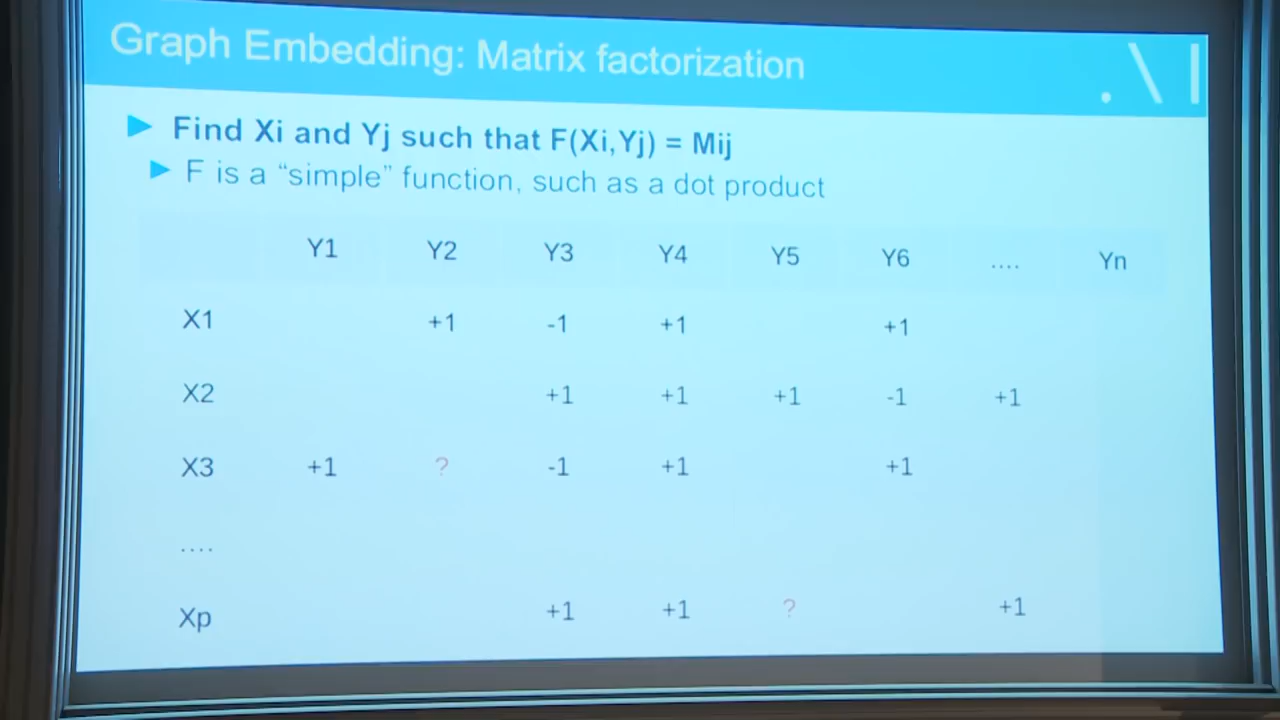 Graph Embedding: Matrix factorization
Find Xi and Yj such that F(Xi,Yj) = Mij
F is a “simple” function, such as a dot product
Y1 Y2 Y3 Y4 Y5 Y6 .... Yn
X1 +1 -1 +1 +1
X2 +1 +1 +1 -1 +1
X3 +1 ? -1 +1 +1
....
Xp +1 +1 ? +1